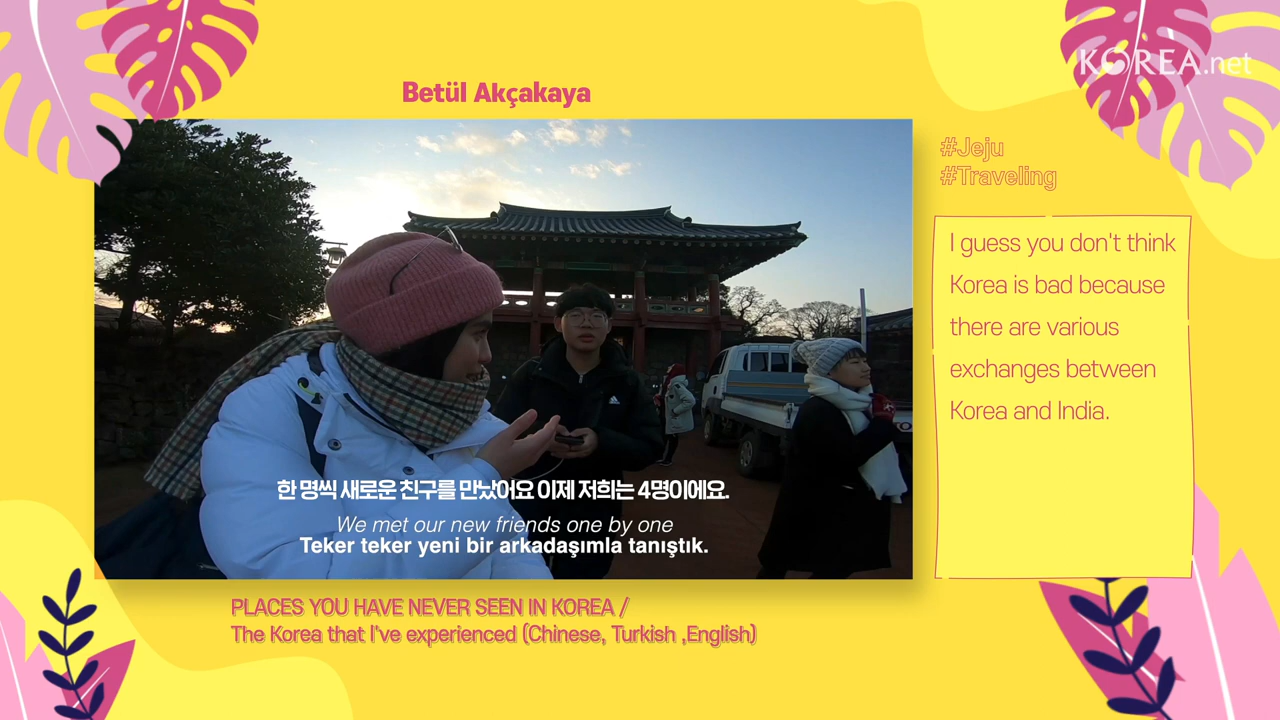 KOREA.net
Betül Akçakaya
#Jeju
#Traveling
I guess you don't think
Korea is bad because
there are various
exchanges between
Korea and India.
한 명씩 새로운 친구를 만났어요 이제 저희는 4명이에요.
We met our new friends one by one
Teker teker yeni bir arkadaşımla tanıştık.
PLACES YOU HAVE NEVER SEEN IN KOREA /
The Korea that I've experienced (Chinese, Turkish ,English)